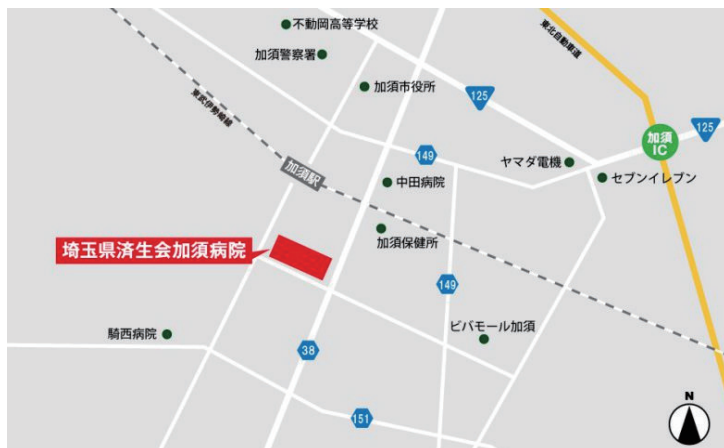 不動岡高等学校
東北自動車道
加須警察署
加須市役所
125
125
東武伊勢崎線
加須
IC
149
ヤマダ電機
加須駅
中田病院
セブンイレブン
加須保健所
埼玉県済生会加須病院
149
ビバモール加須
騎西病院
38
151
N